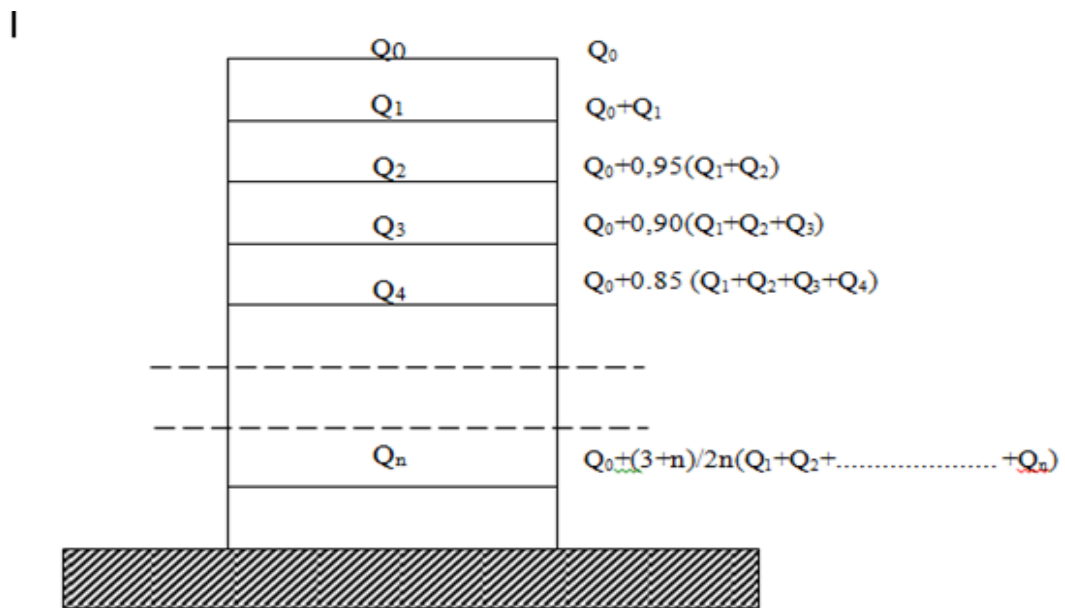 Q0 Q₀
Q1 Q₀+Q₁
Q2 Q₀+0,95(Q₁+Q₂)
Q3 Q₀+0,90(Q₁+Q₂+Q₃)
Q4 Q₀+0.85 (Q₁+Q₂+Q₃+Q₄)
Qₙ Q₀+(3+n)/2n(Q₁+Q₂+.................... +Qₙ)